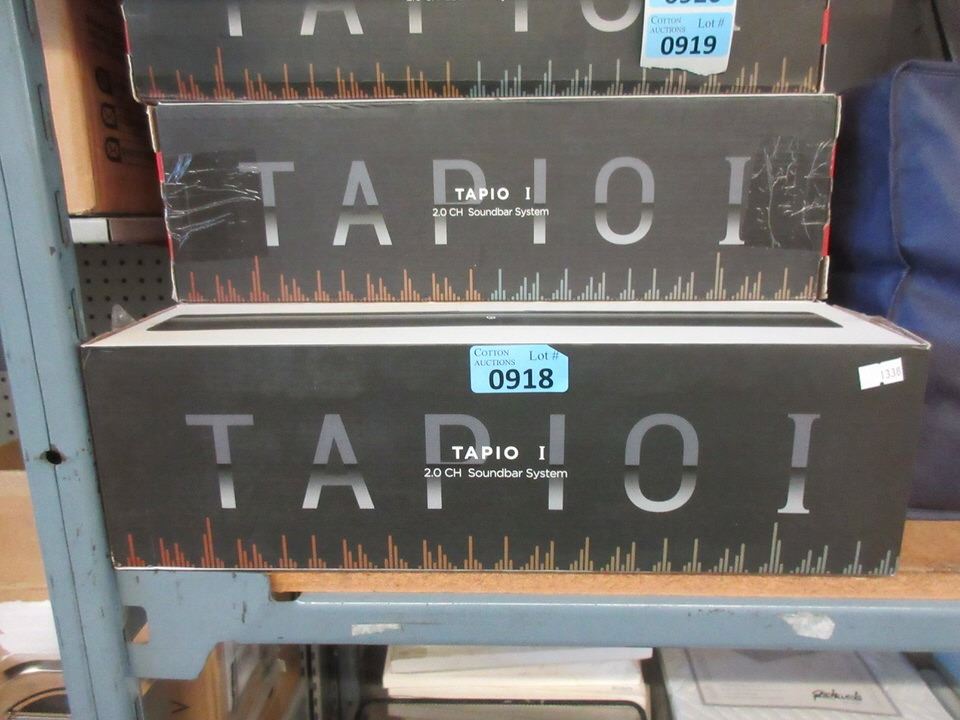 COTTON AUCTIONS Lot #
0919
TAPIO I
TAPIO I
2.0 CH Soundbar System
COTTON AUCTIONS Lot #
0918
1336
TAPIO I
TAPIO I
2.0 CH Soundbar System